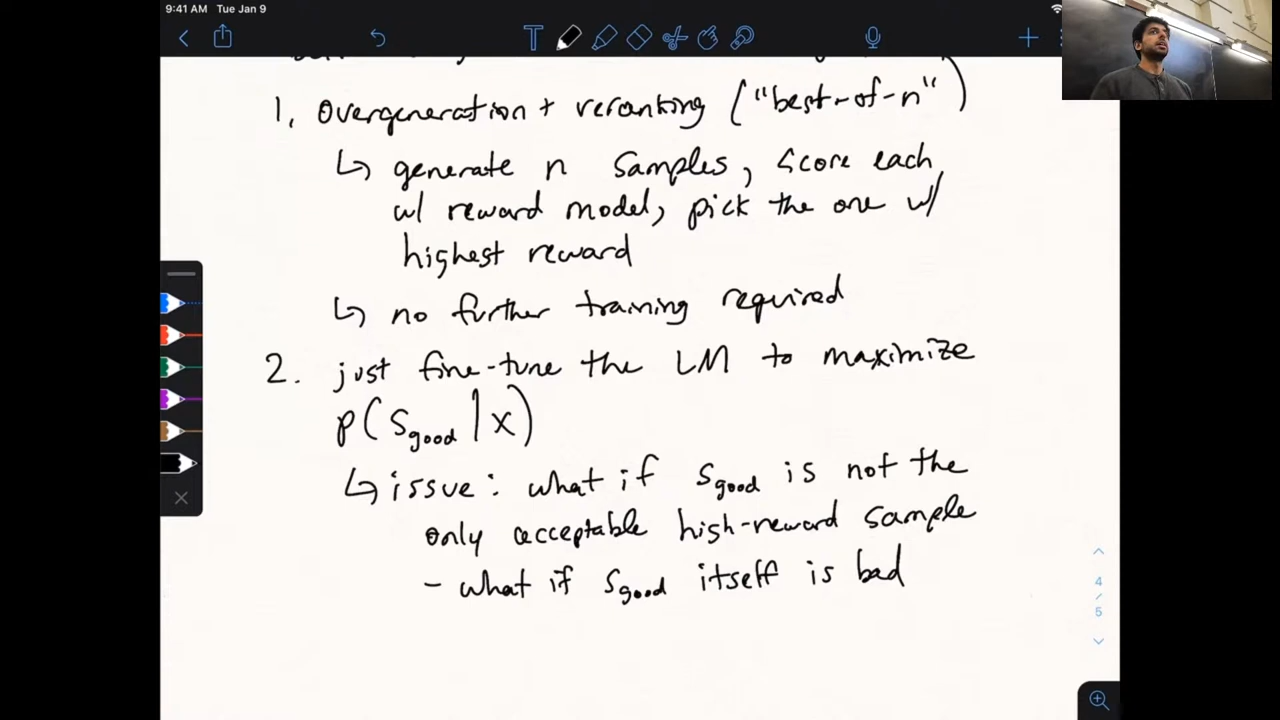 9:41 AM Tue Jan 9
1. overgeneration + reranking ("best-of-n")
↳ generate n samples, score each
w/ reward model, pick the one w/
highest reward
↳ no further training required
2. just fine-tune the LM to maximize
p(s_good | x)
↳ issue: what if s_good is not the
only acceptable high-reward sample
- what if s_good itself is bad
4
/
5